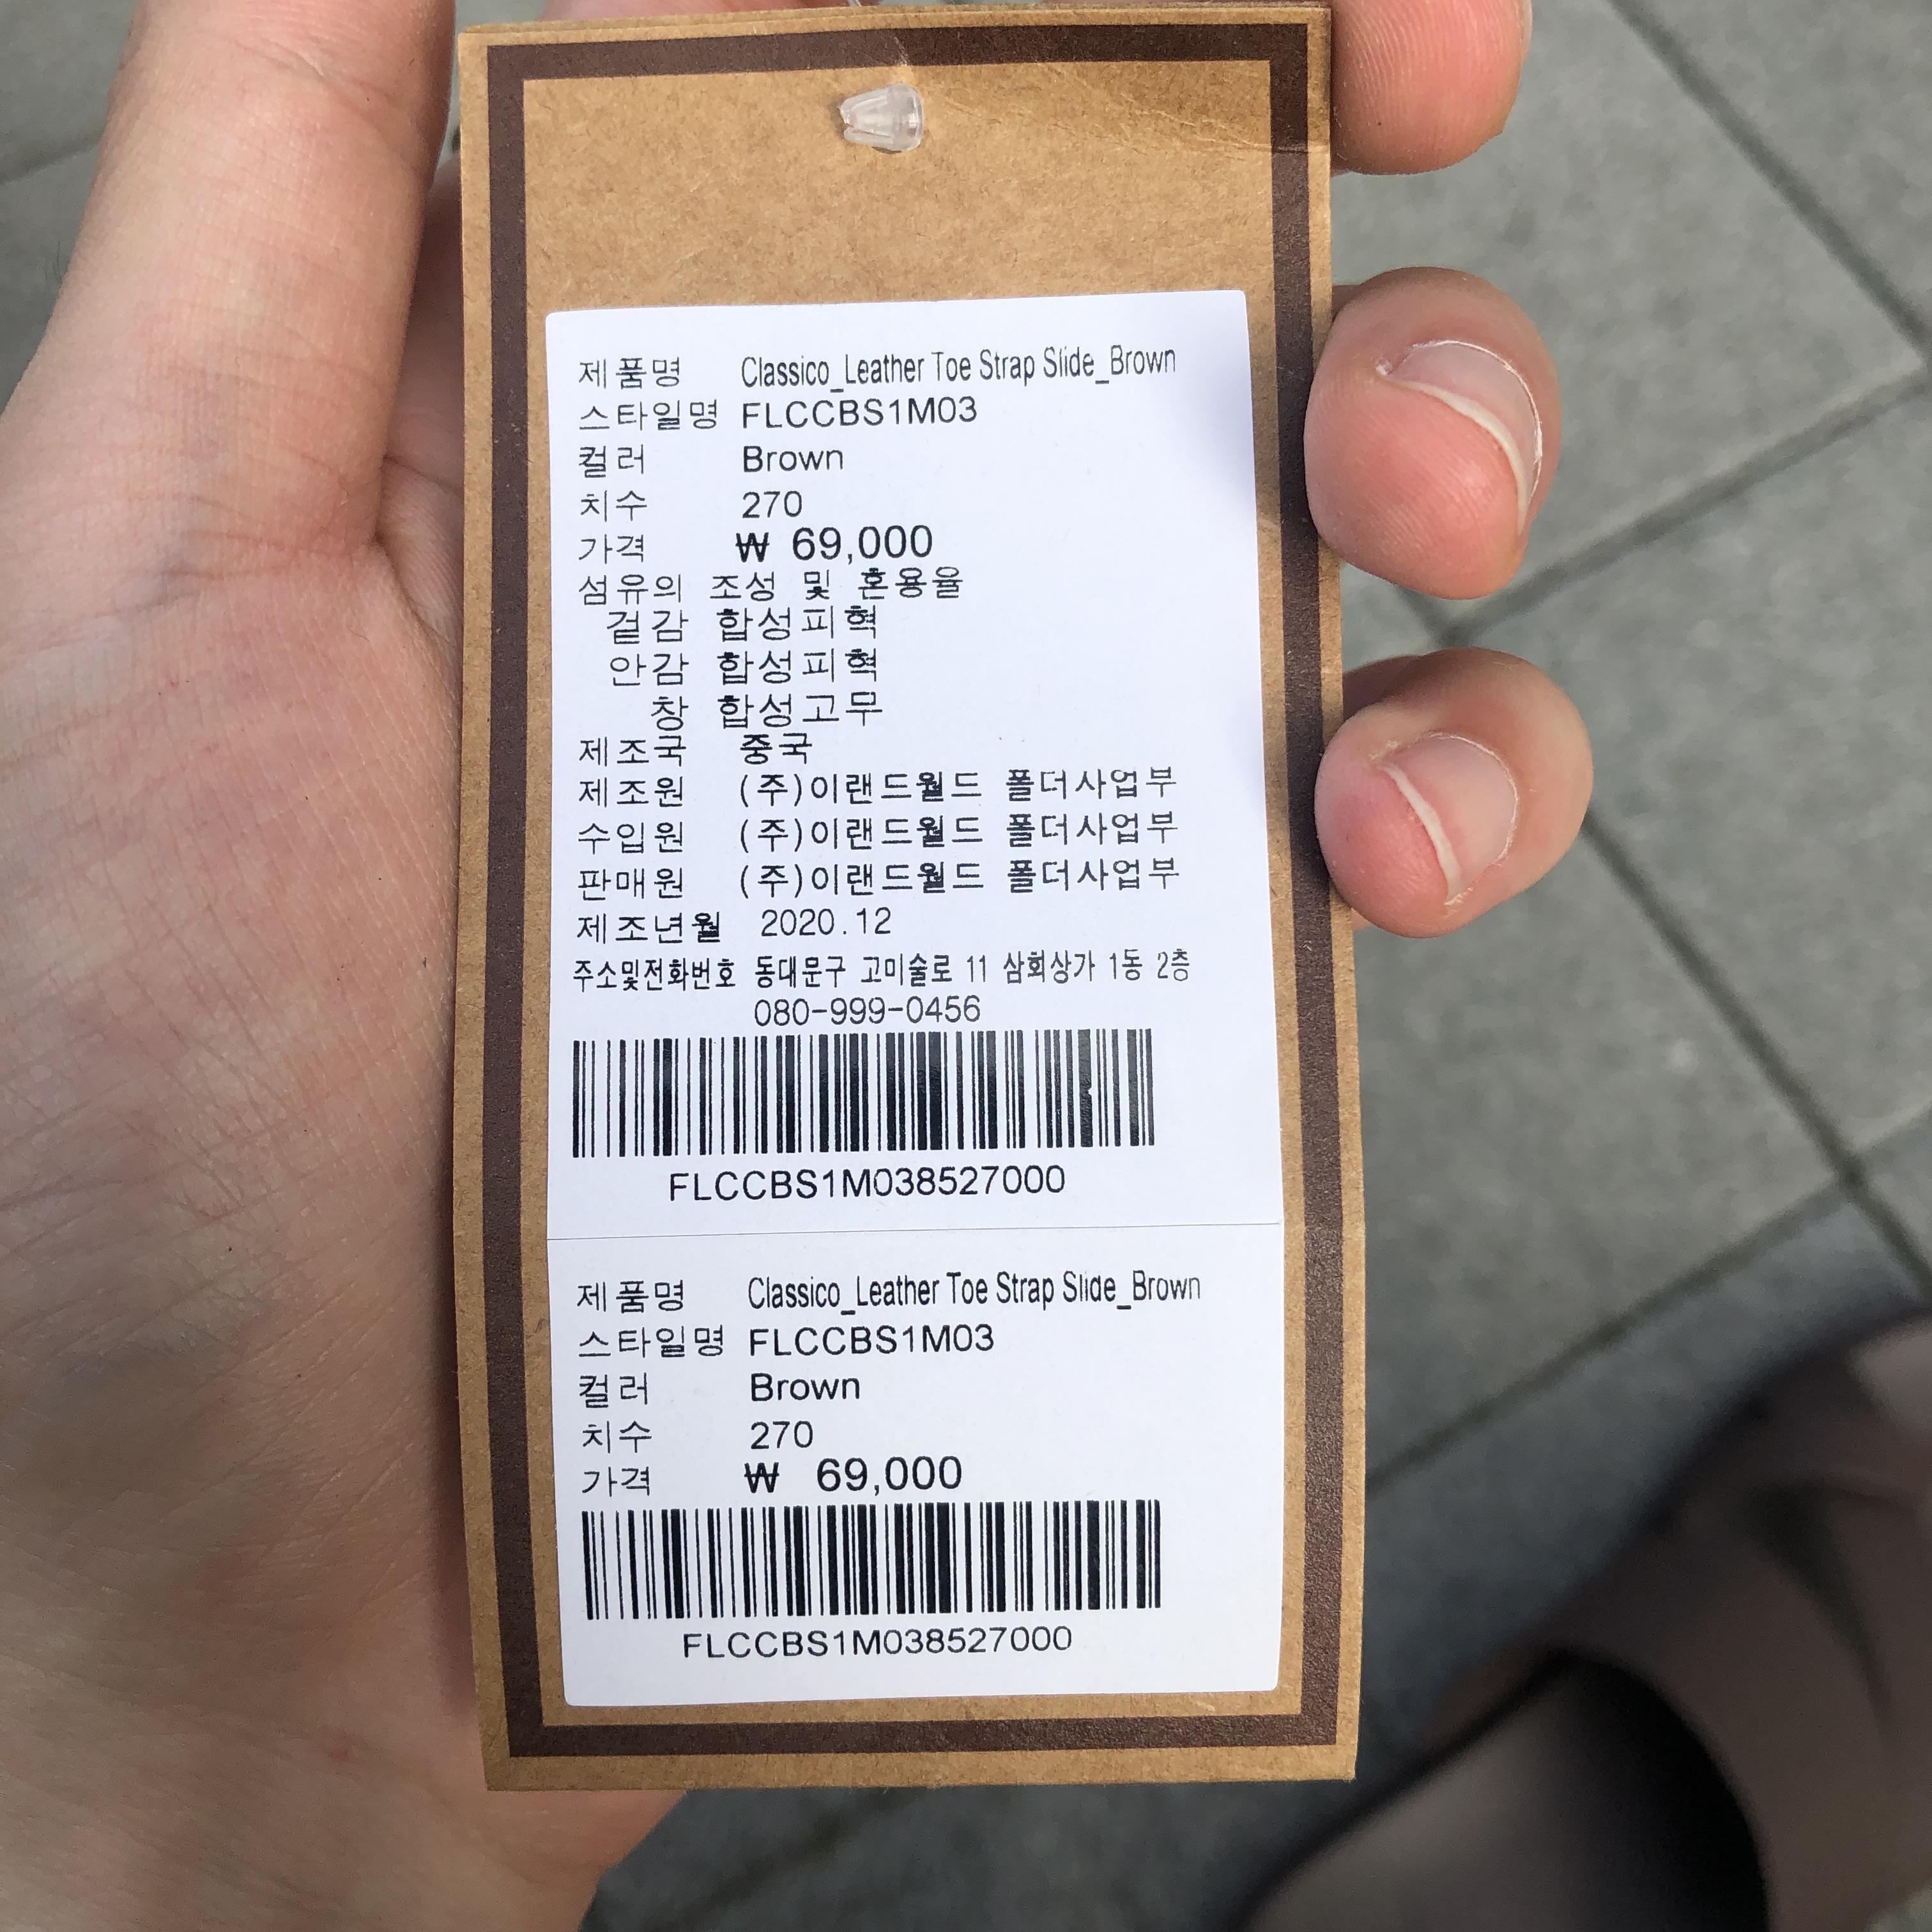 제품명 Classico_Leather Toe Strap Slide_Brown
스타일명 FLCCBS1M03
컬러 Brown
치수 270
가격 ₩ 69,000
섬유의 조성 및 혼용율
겉감 합성피혁
안감 합성피혁
창 합성고무
제조국 중국
제조원 (주)이랜드월드 폴더사업부
수입원 (주)이랜드월드 폴더사업부
판매원 (주)이랜드월드 폴더사업부
제조년월 2020.12
주소및전화번호 동대문구 고미술로 11 삼희상가 1동 2층
080-999-0456
FLCCBS1M038527000
제품명 Classico_Leather Toe Strap Slide_Brown
스타일명 FLCCBS1M03
컬러 Brown
치수 270
가격 ₩ 69,000
FLCCBS1M038527000